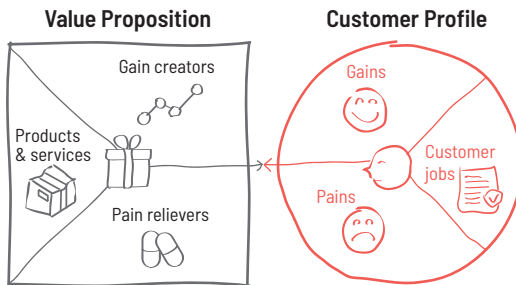 Value Proposition
Gain creators
Products
& services
Pain relievers
Customer Profile
Gains
Customer
jobs
Pains